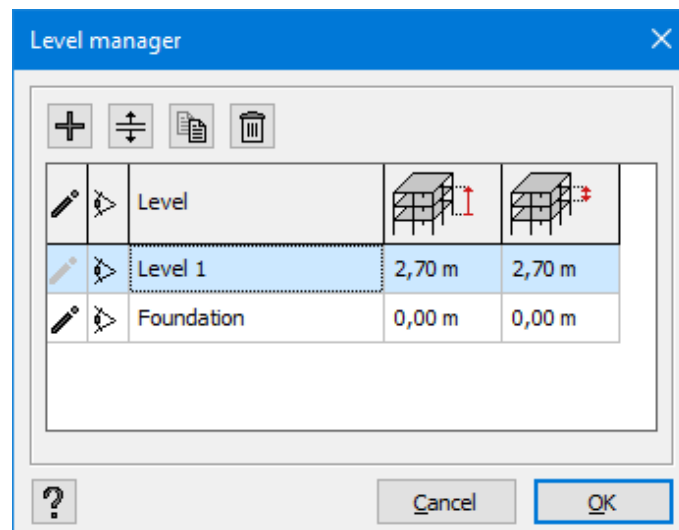 Level manager
Level
Level 1 2,70 m 2,70 m
Foundation 0,00 m 0,00 m
? Cancel OK